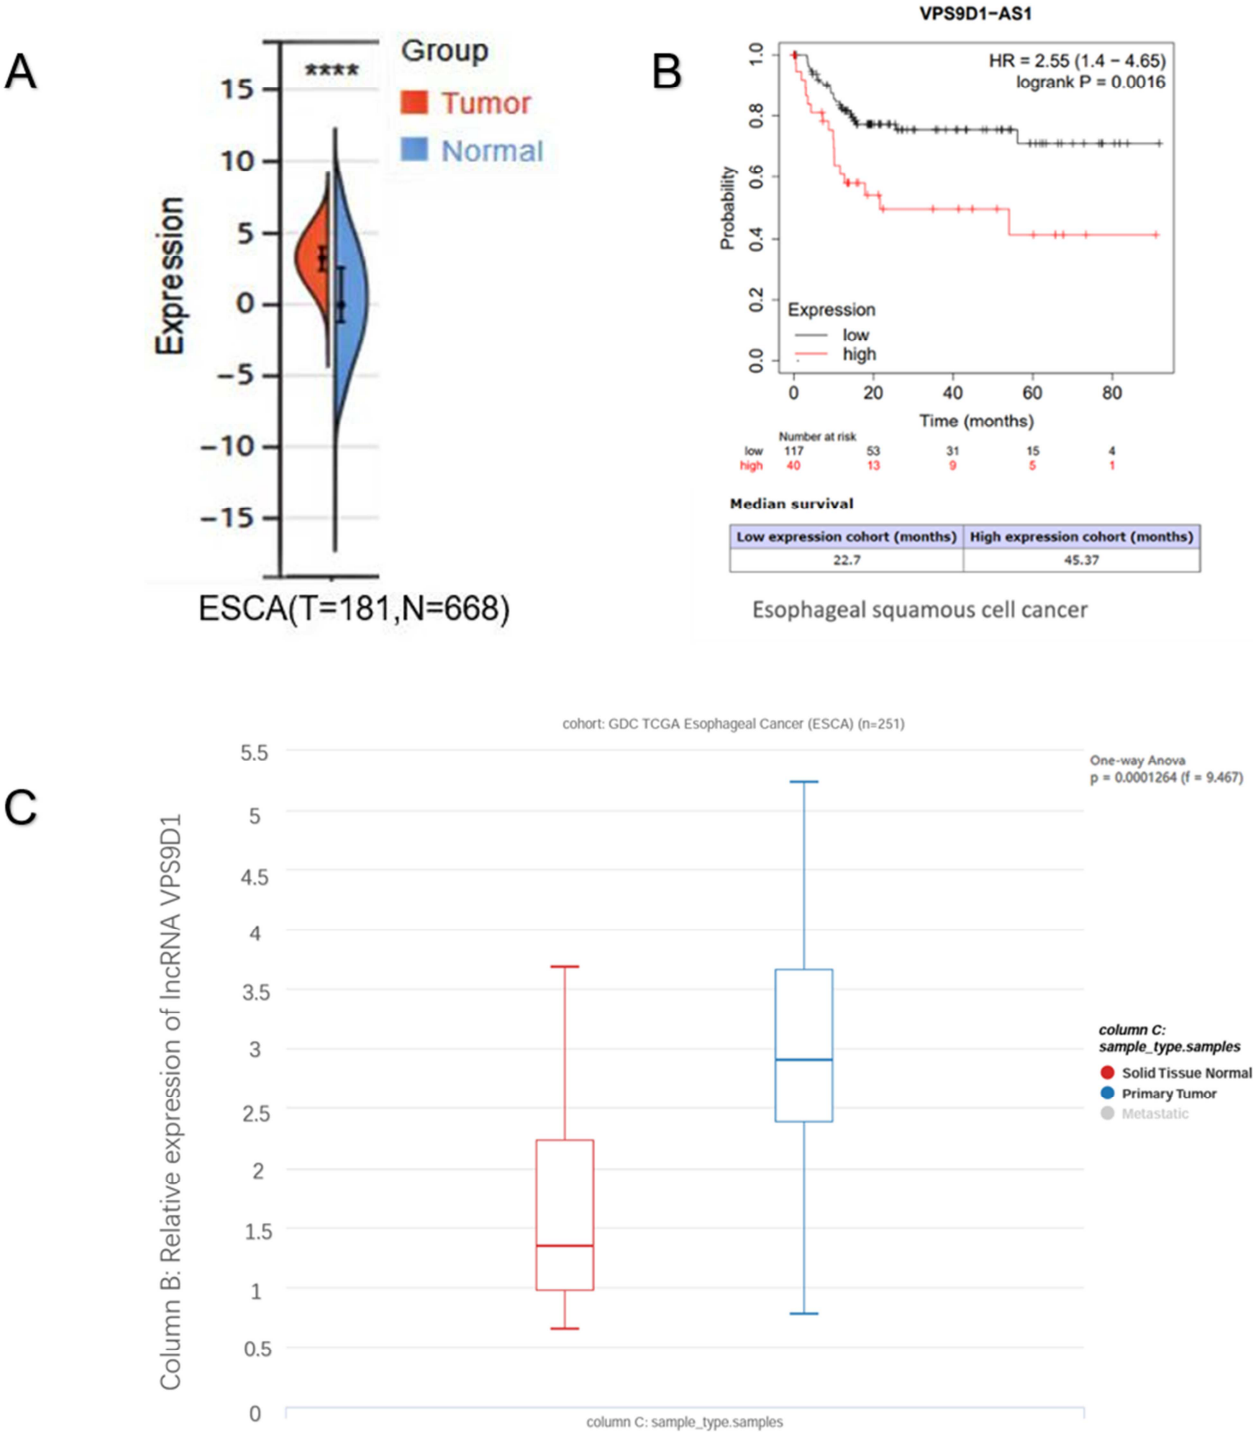 A
Group
Tumor
Normal
****
Expression
15
10
5
0
−5
−10
−15
ESCA(T=181,N=668)
B
VPS9D1−AS1
HR = 2.55 (1.4 − 4.65)
logrank P = 0.0016
Probability
1.0
0.8
0.6
0.4
0.2
0.0
Expression
low
high
0 20 40 60 80
Time (months)
Number at risk
low 117 53 31 15 4
high 40 13 9 5 1
Median survival
Low expression cohort (months) High expression cohort (months)
22.7 45.37
Esophageal squamous cell cancer
C
cohort: GDC TCGA Esophageal Cancer (ESCA) (n=251)
One-way Anova
p = 0.0001264 (f = 9.467)
Column B: Relative expression of lncRNA VPS9D1
5.5
5
4.5
4
3.5
3
2.5
2
1.5
1
0.5
0
column C:
sample_type.samples
Solid Tissue Normal
Primary Tumor
Metastatic
column C: sample_type.samples